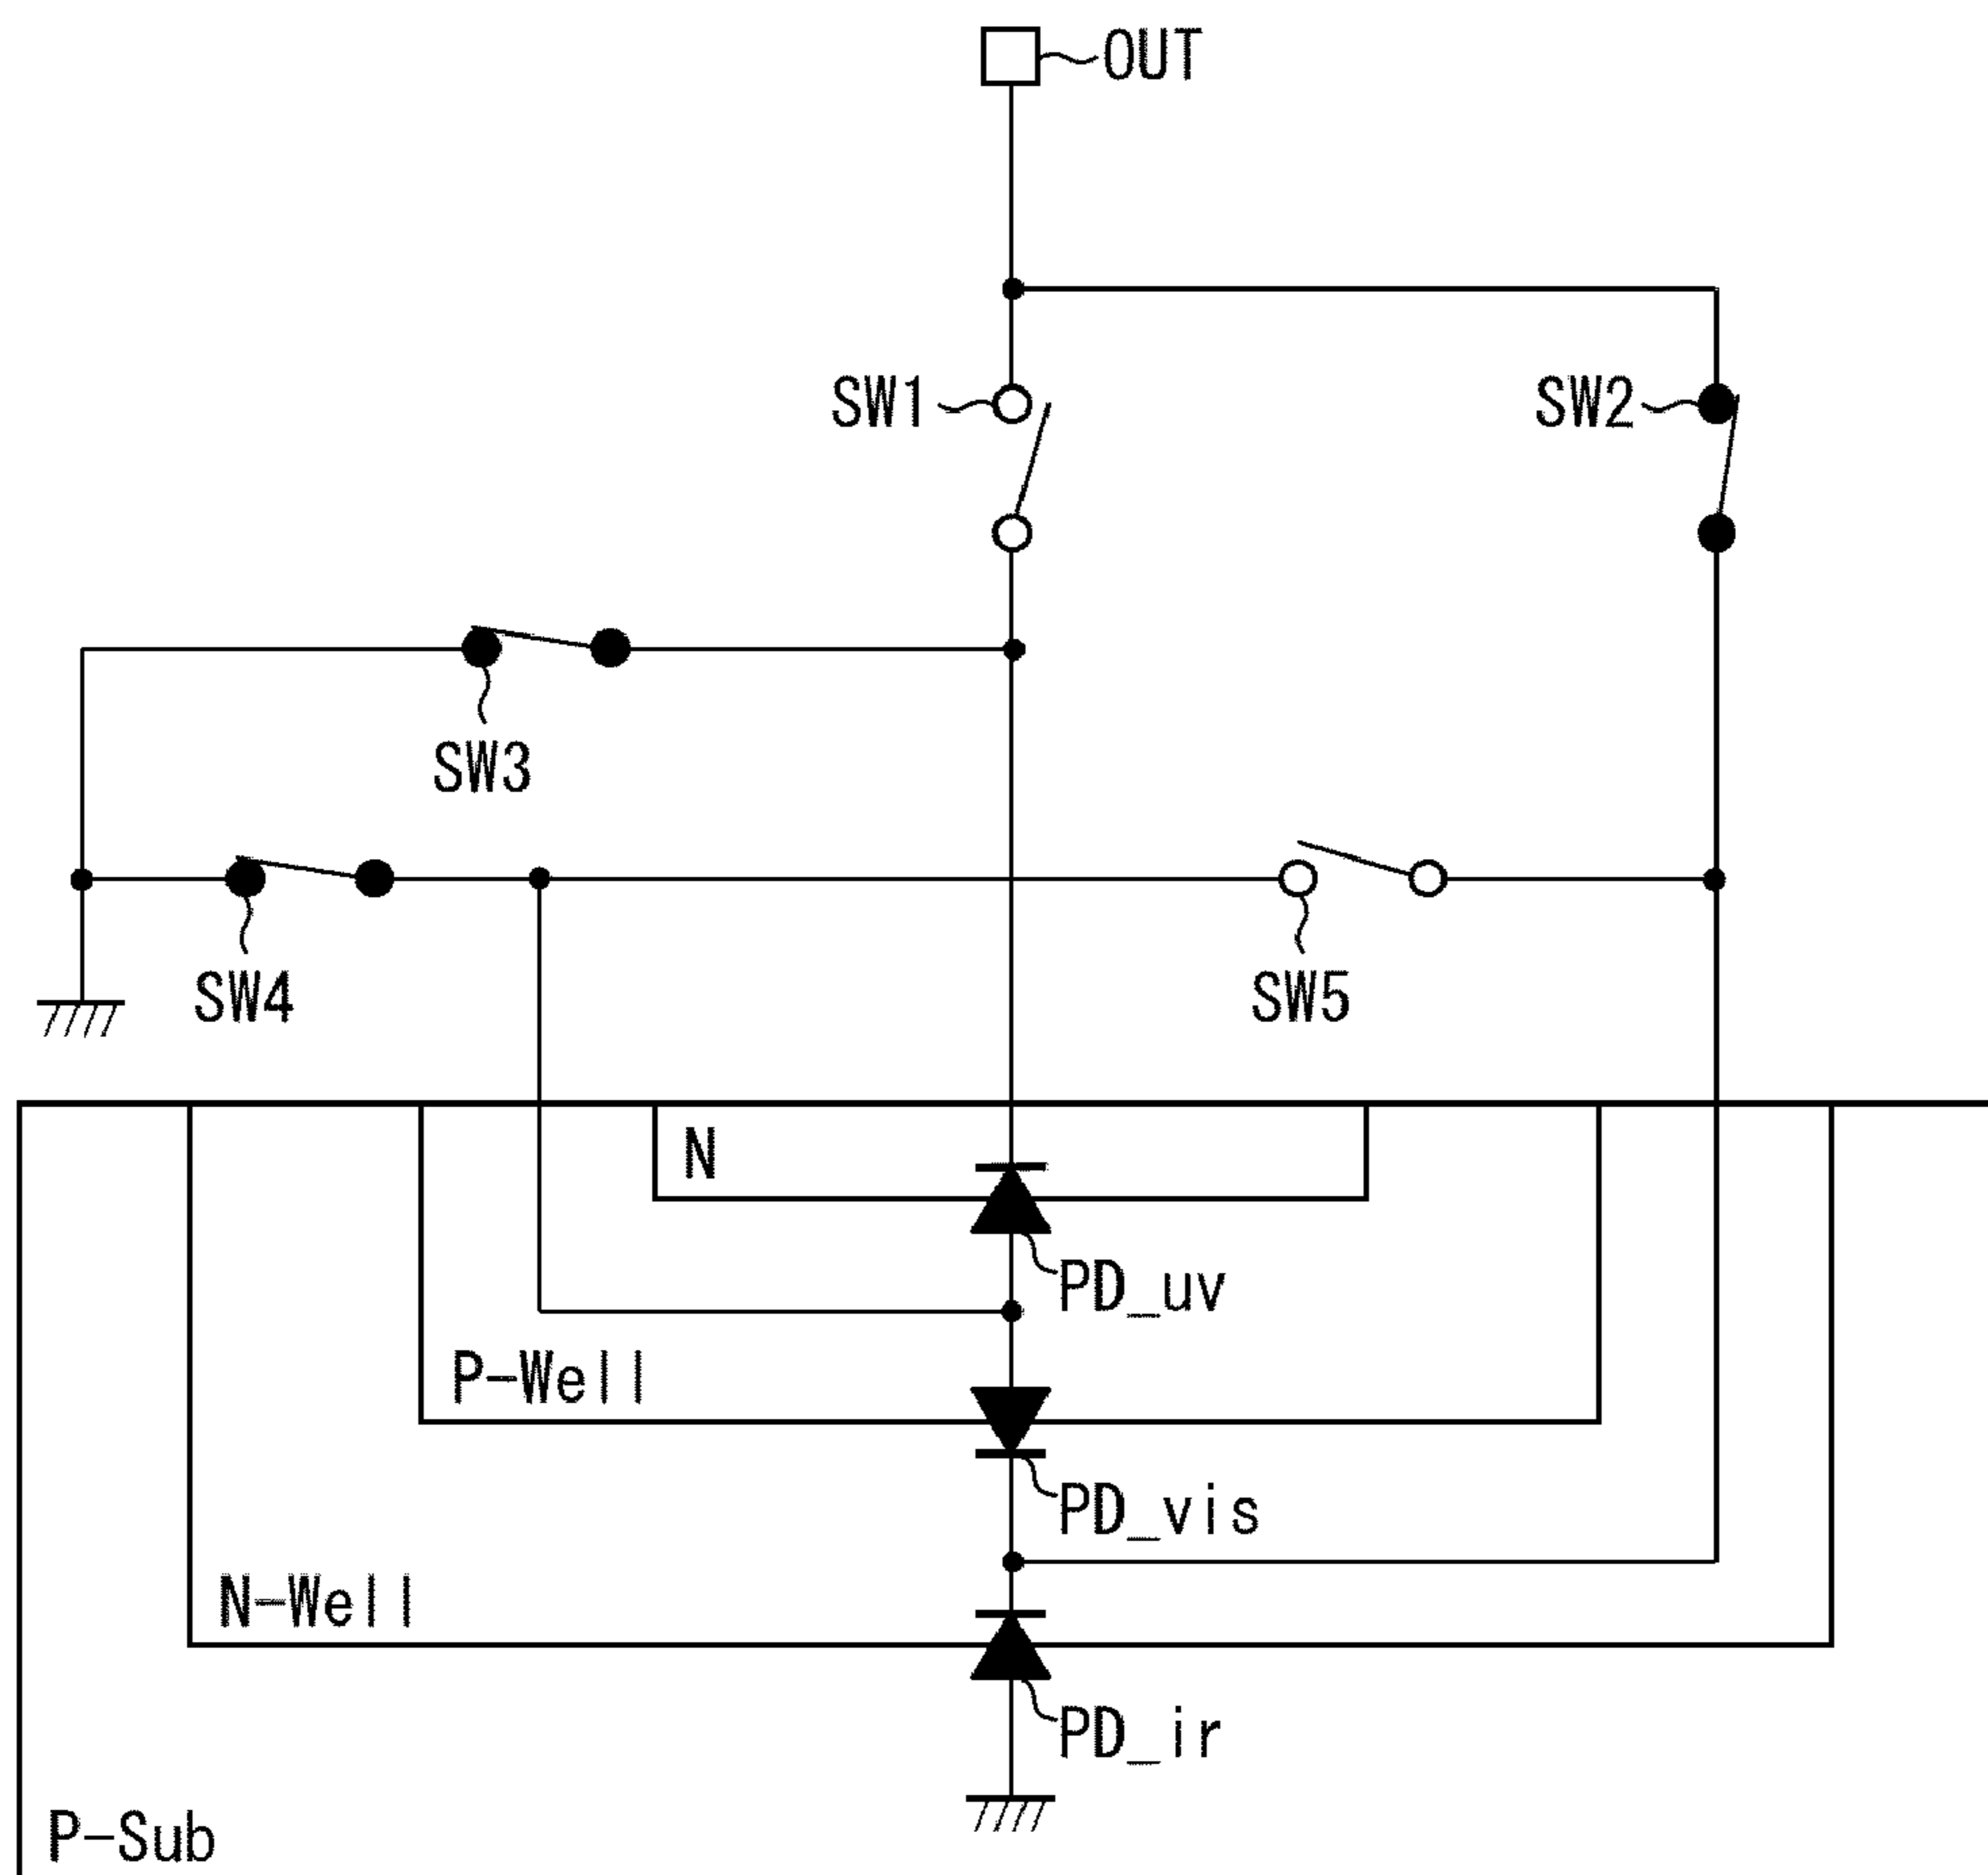 OUT
SW1
SW2
SW3
SW4
SW5
N
PD_uv
P-Well
PD_vis
N-Well
PD_ir
P-Sub